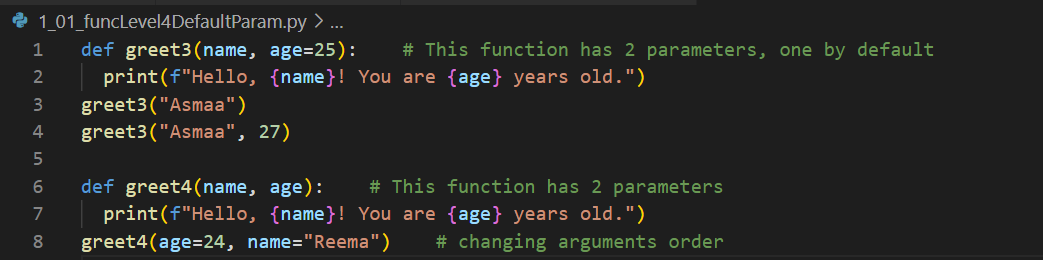 1_01_funcLevel4DefaultParam.py > ...
1 def greet3(name, age=25): # This function has 2 parameters, one by default
2 print(f"Hello, {name}! You are {age} years old.")
3 greet3("Asmaa")
4 greet3("Asmaa", 27)
5
6 def greet4(name, age): # This function has 2 parameters
7 print(f"Hello, {name}! You are {age} years old.")
8 greet4(age=24, name="Reema") # changing arguments order